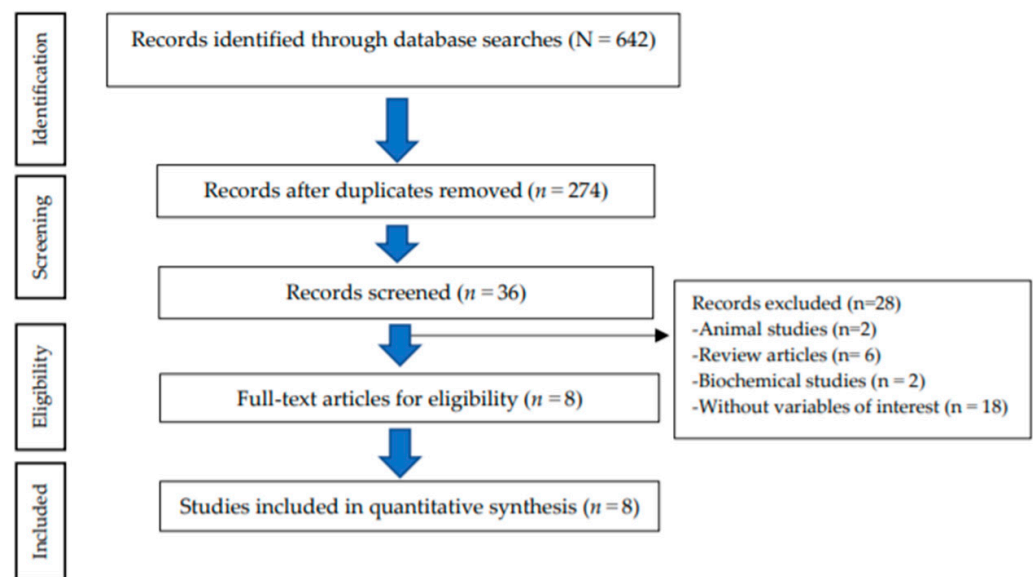 Identification
Records identified through database searches (N = 642)
Screening
Records after duplicates removed (n = 274)
Records screened (n = 36)
Records excluded (n=28)
-Animal studies (n=2)
-Review articles (n= 6)
-Biochemical studies (n = 2)
-Without variables of interest (n = 18)
Eligibility
Full-text articles for eligibility (n = 8)
Included
Studies included in quantitative synthesis (n = 8)